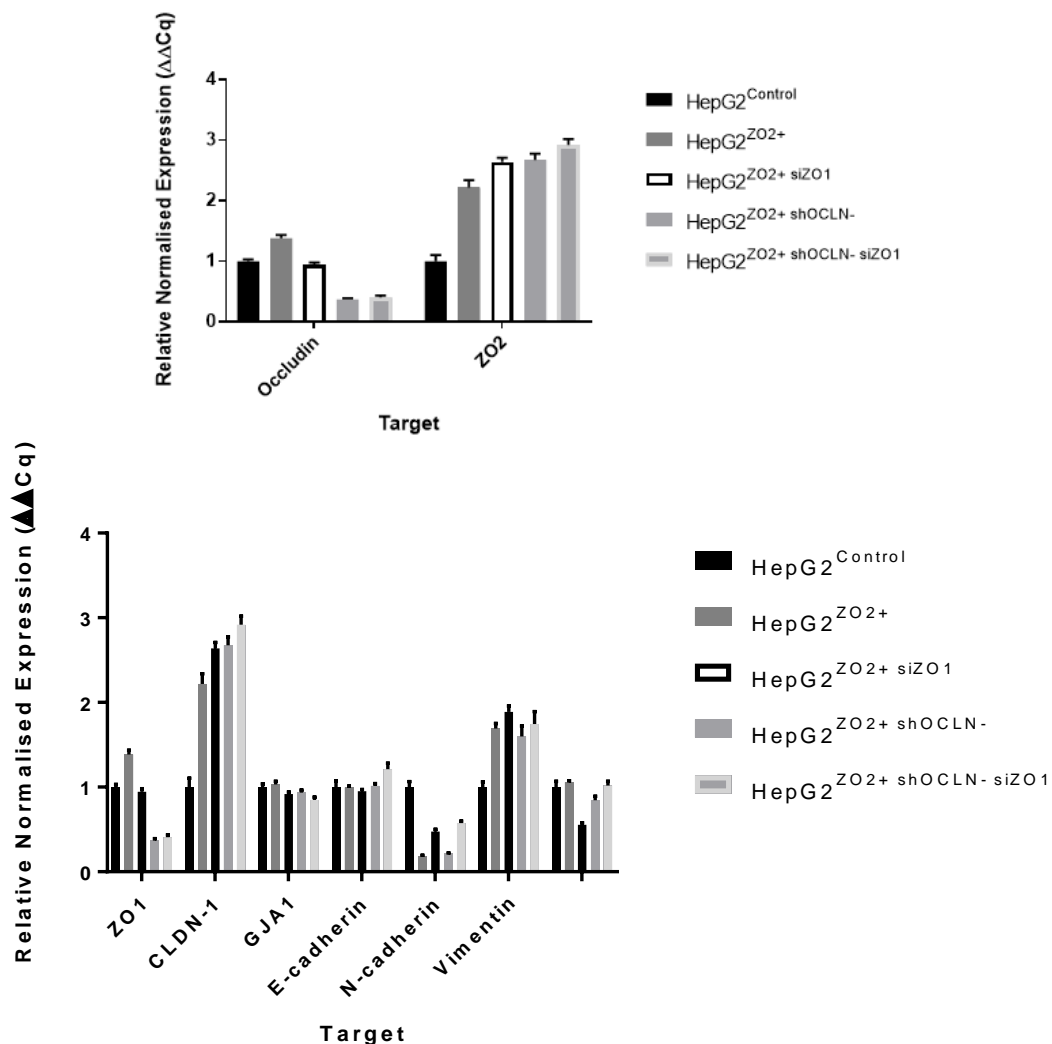 Relative Normalised Expression (ΔΔCq)
4
3
2
1
0
Occludin
ZO2
Target
HepG2Control
HepG2ZO2+
HepG2ZO2+ siZO1
HepG2ZO2+ shOCLN-
HepG2ZO2+ shOCLN- siZO1
Relative Normalised Expression (▲▲Cq)
4
3
2
1
0
ZO1
CLDN-1
GJA1
E-cadherin
N-cadherin
Vimentin
Target
HepG2Control
HepG2ZO2+
HepG2ZO2+ siZO1
HepG2ZO2+ shOCLN-
HepG2ZO2+ shOCLN- siZO1